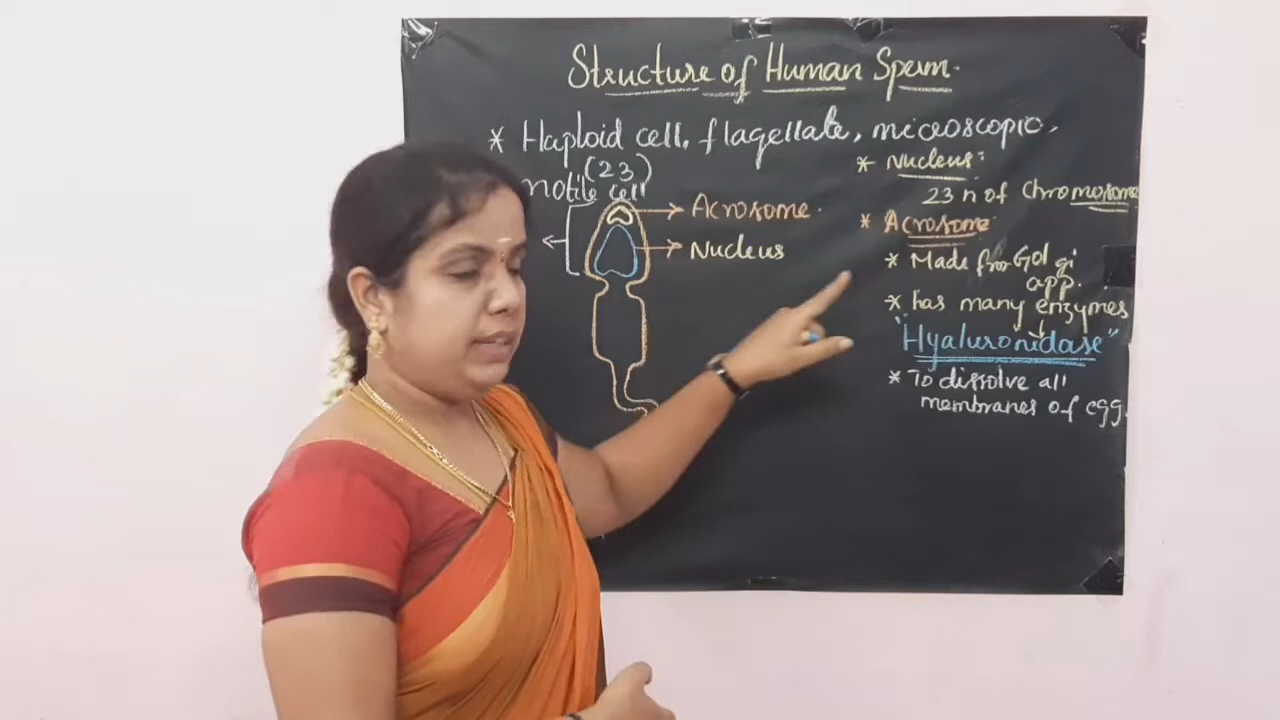 Structure of Human Sperm.
* Haploid cell, flagellate, microscopic,
(23)
motile cell
Acrosome.
Nucleus
* Nucleus:
23 n of Chromosome
* Acrosome:
* Made from Golgi
app.
* has many enzymes
"Hyaluronidase"
* To dissolve all
membranes of egg.